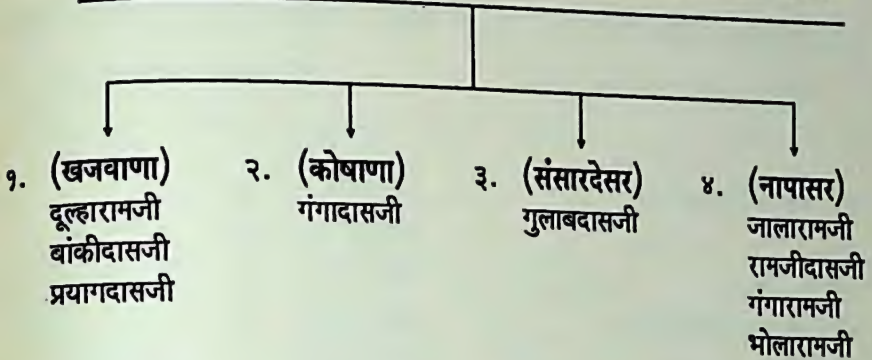 १. (खजवाणा)
दूल्हारामजी
बांकीदासजी
प्रयागदासजी
२. (कोषाणा)
गंगादासजी
३. (संसारदेसर)
गुलाबदासजी
४. (नापासर)
जालारामजी
रामजीदासजी
गंगारामजी
भोलारामजी